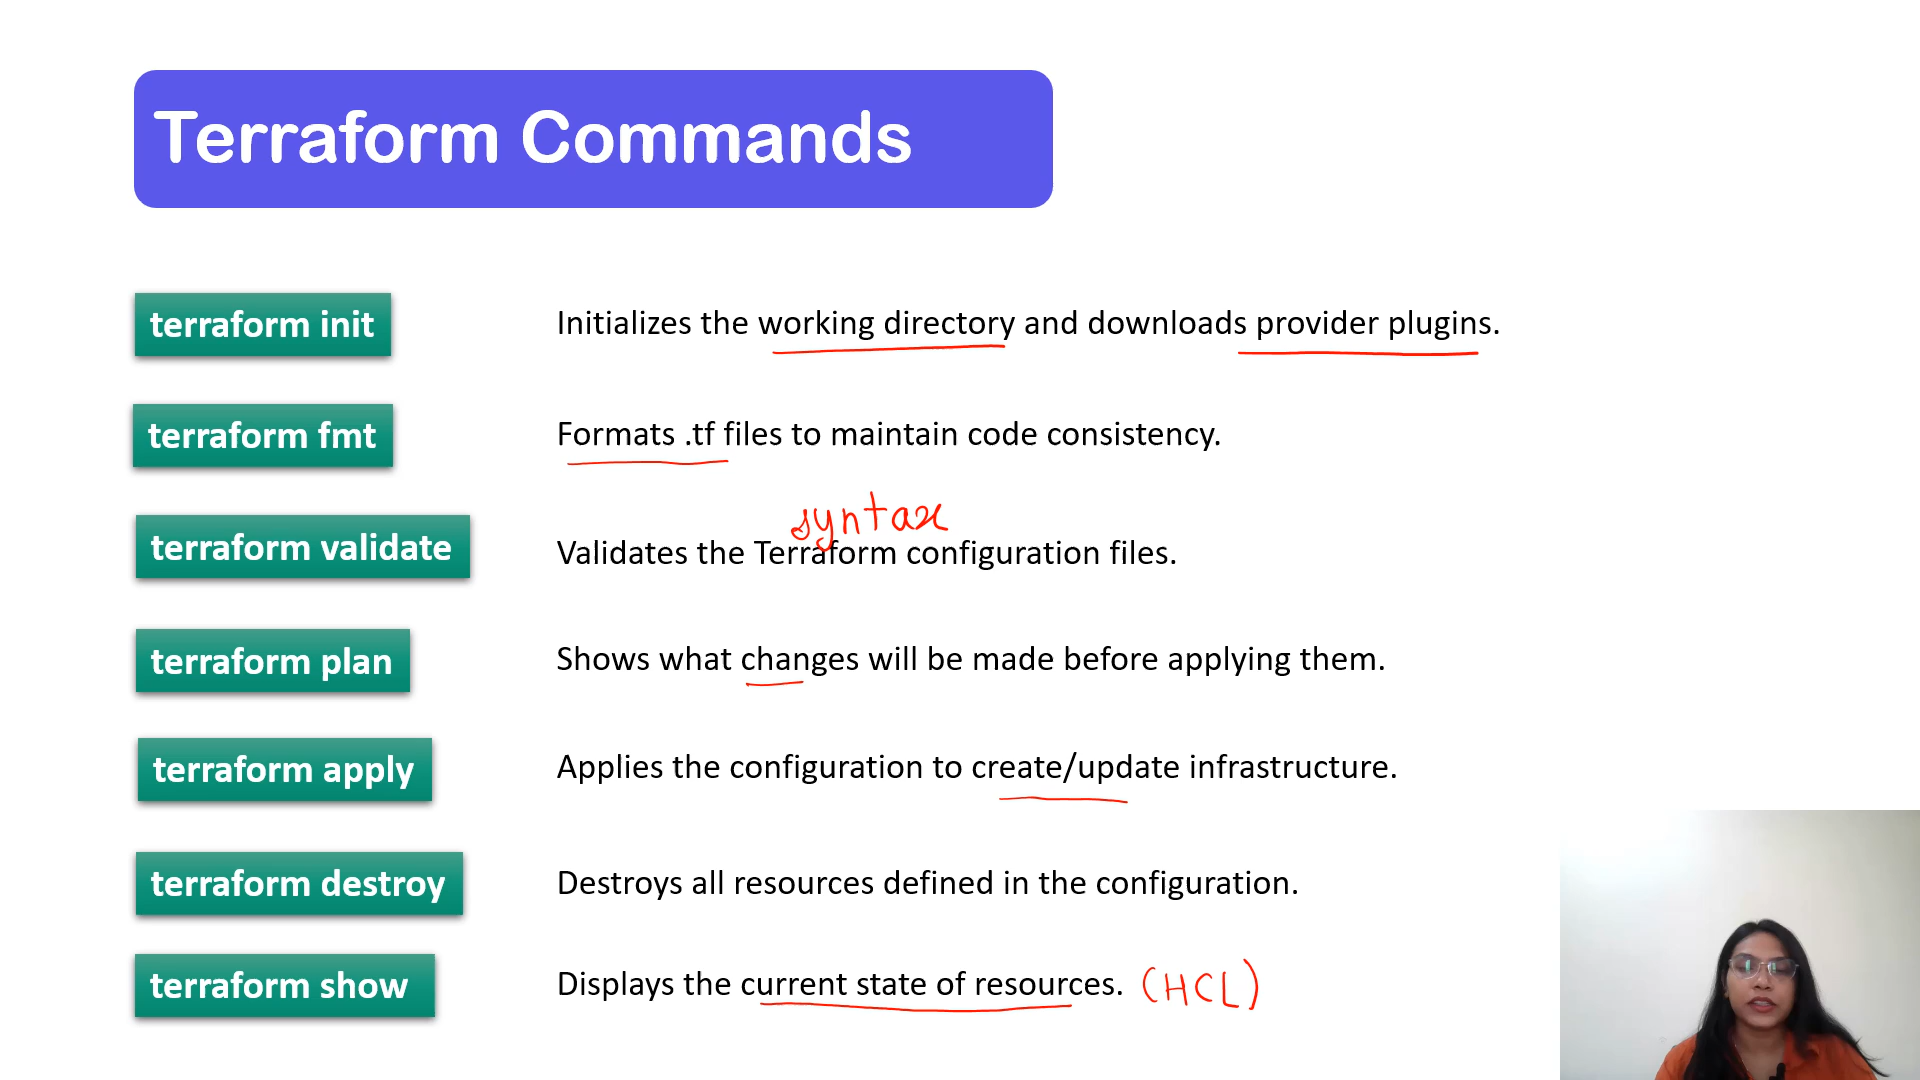 Terraform Commands
terraform init
Initializes the working directory and downloads provider plugins.
terraform fmt
Formats .tf files to maintain code consistency.
syntax
terraform validate
Validates the Terraform configuration files.
terraform plan
Shows what changes will be made before applying them.
terraform apply
Applies the configuration to create/update infrastructure.
terraform destroy
Destroys all resources defined in the configuration.
terraform show
Displays the current state of resources. (HCL)